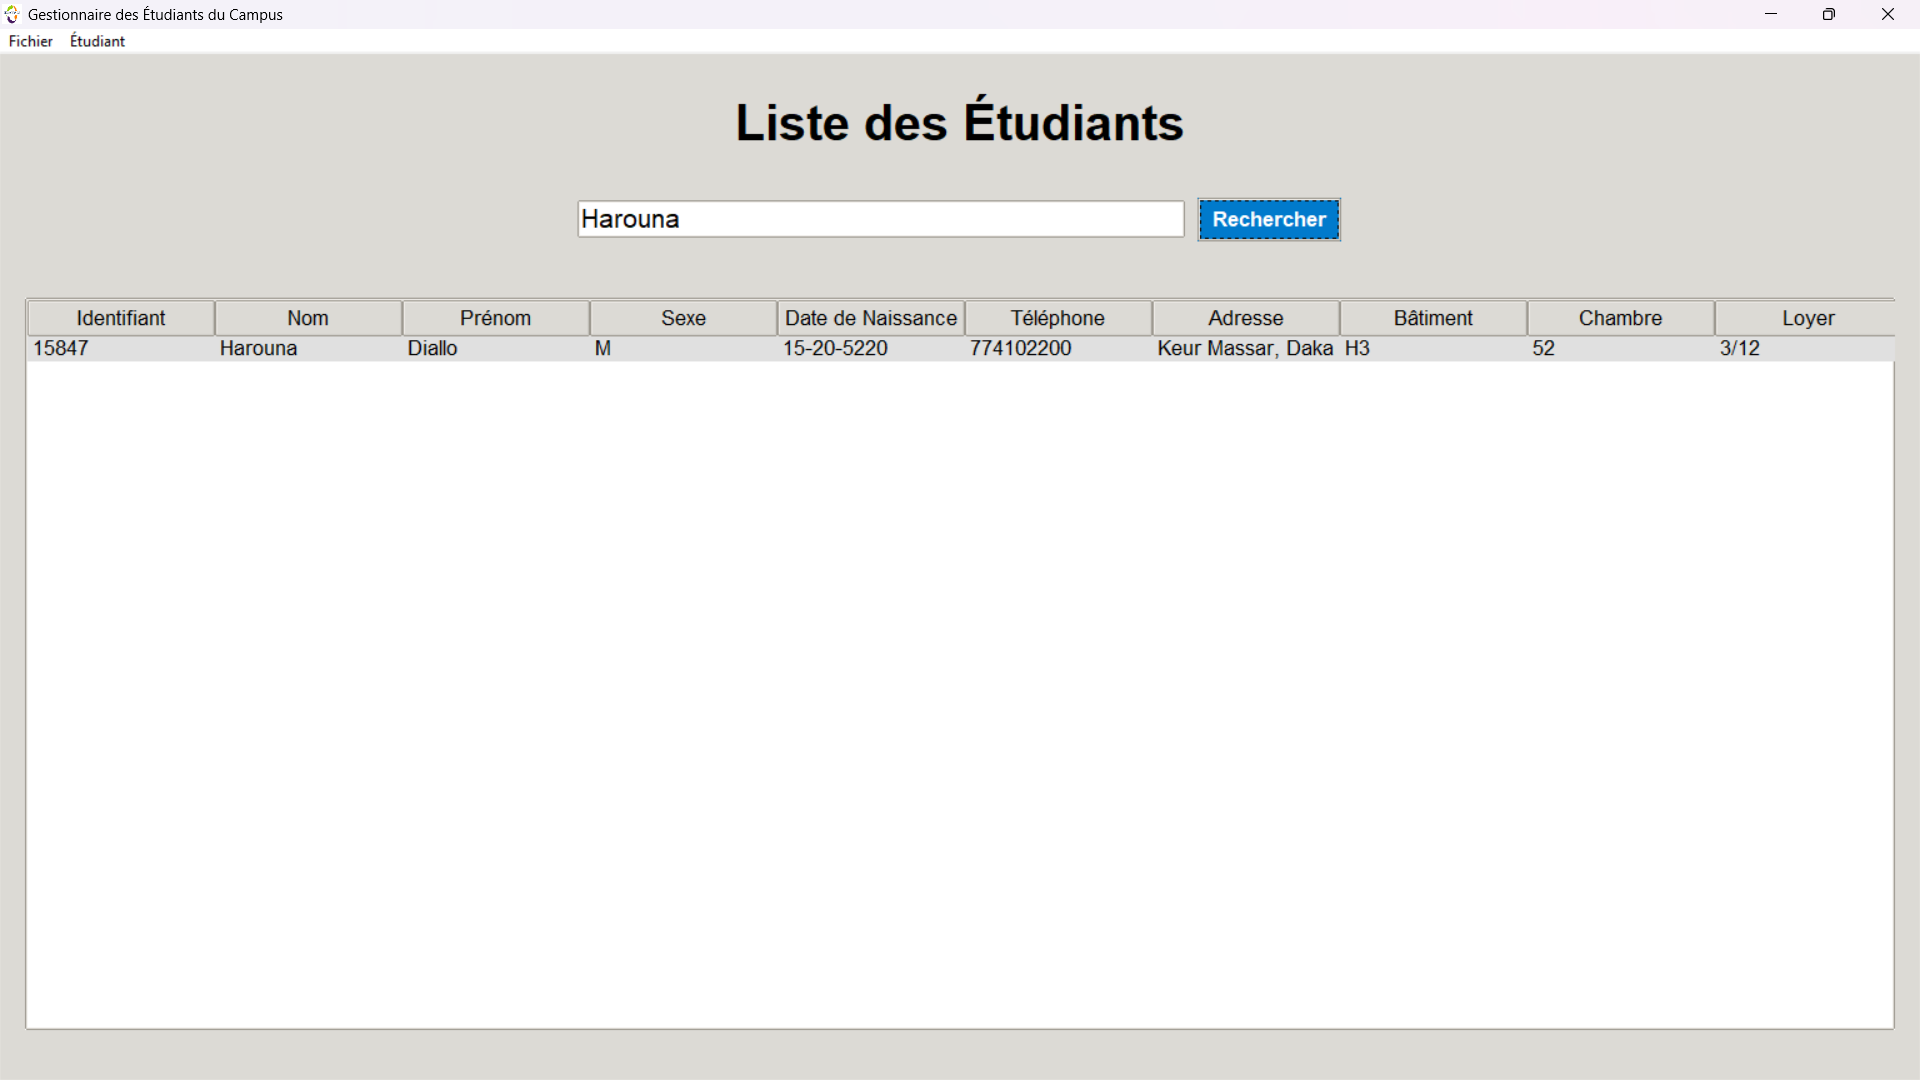 Gestionnaire des Étudiants du Campus
Fichier Étudiant
Liste des Étudiants
Harouna Rechercher
Identifiant Nom Prénom Sexe Date de Naissance Téléphone Adresse Bâtiment Chambre Loyer
15847 Harouna Diallo M 15-20-5220 774102200 Keur Massar, Daka H3 52 3/12